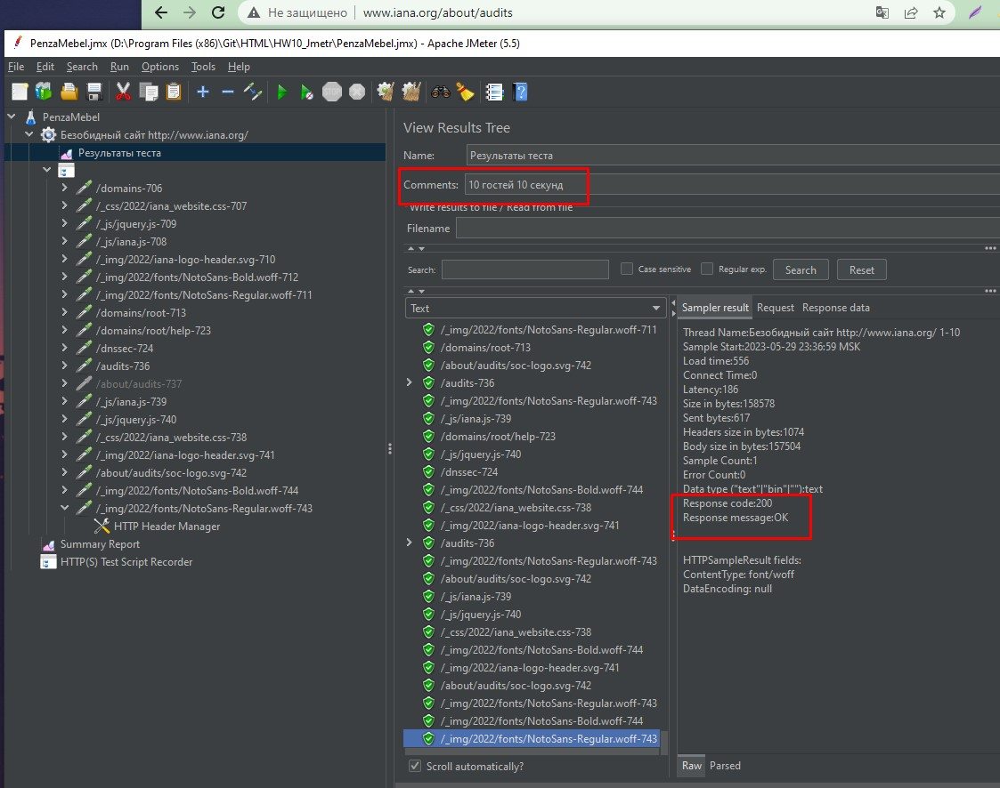 Не защищено www.iana.org/about/audits
PenzaMebel.jmx (D:\Program Files (x86)\Git\HTML\HW10_Jmetr\PenzaMebel.jmx) - Apache JMeter (5.5)
File Edit Search Run Options Tools Help
STOP
PenzaMebel
Безобидный сайт http://www.iana.org/
Результаты теста
/domains-706
/_css/2022/iana_website.css-707
/_js/jquery.js-709
/_js/iana.js-708
/_img/2022/iana-logo-header.svg-710
/_img/2022/fonts/NotoSans-Bold.woff-712
/_img/2022/fonts/NotoSans-Regular.woff-711
/domains/root-713
/domains/root/help-723
/dnssec-724
/audits-736
/about/audits-737
/_js/iana.js-739
/_js/jquery.js-740
/_css/2022/iana_website.css-738
/_img/2022/iana-logo-header.svg-741
/about/audits/soc-logo.svg-742
/_img/2022/fonts/NotoSans-Bold.woff-744
/_img/2022/fonts/NotoSans-Regular.woff-743
HTTP Header Manager
Summary Report
HTTP(S) Test Script Recorder
View Results Tree
Name: Результаты теста
Comments: 10 гостей 10 секунд
Write results to file / Read from file
Filename
Search: Case sensitive Regular exp. Search Reset
Text
/_img/2022/fonts/NotoSans-Regular.woff-711
/domains/root-713
/about/audits/soc-logo.svg-742
/audits-736
/_img/2022/fonts/NotoSans-Regular.woff-743
/_js/iana.js-739
/domains/root/help-723
/_js/jquery.js-740
/dnssec-724
/_img/2022/fonts/NotoSans-Bold.woff-744
/_css/2022/iana_website.css-738
/_img/2022/iana-logo-header.svg-741
/audits-736
/_img/2022/fonts/NotoSans-Regular.woff-743
/about/audits/soc-logo.svg-742
/_js/iana.js-739
/_js/jquery.js-740
/_css/2022/iana_website.css-738
/_img/2022/fonts/NotoSans-Bold.woff-744
/_img/2022/iana-logo-header.svg-741
/about/audits/soc-logo.svg-742
/_img/2022/fonts/NotoSans-Regular.woff-743
/_img/2022/fonts/NotoSans-Bold.woff-744
/_img/2022/fonts/NotoSans-Regular.woff-743
Scroll automatically?
Sampler result Request Response data
Thread Name:Безобидный сайт http://www.iana.org/ 1-10
Sample Start:2023-05-29 23:36:59 MSK
Load time:556
Connect Time:0
Latency:186
Size in bytes:158578
Sent bytes:617
Headers size in bytes:1074
Body size in bytes:157504
Sample Count:1
Error Count:0
Data type ("text"|"bin"|""):text
Response code:200
Response message:OK
HTTPSampleResult fields:
ContentType: font/woff
DataEncoding: null
Raw Parsed